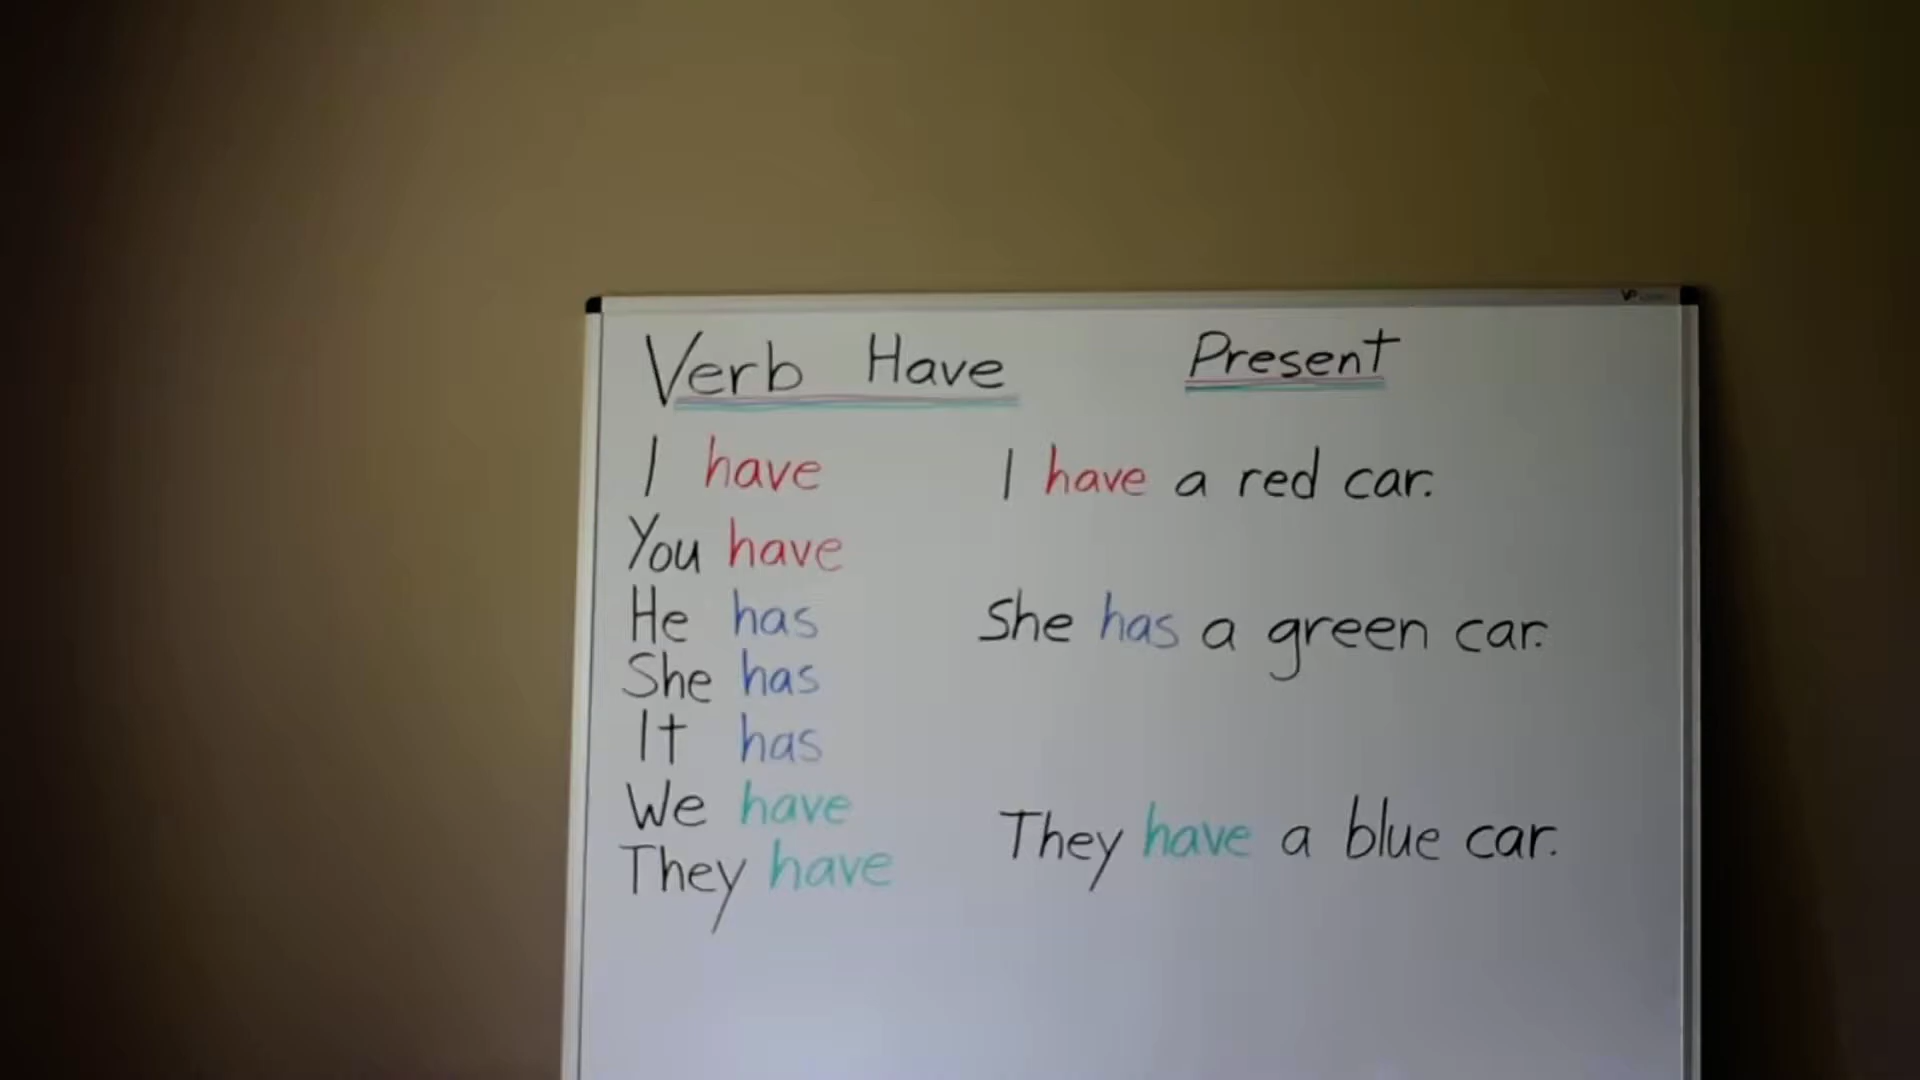 Verb Have Present
I have
You have
He has
She has
It has
We have
They have
I have a red car.
She has a green car.
They have a blue car.